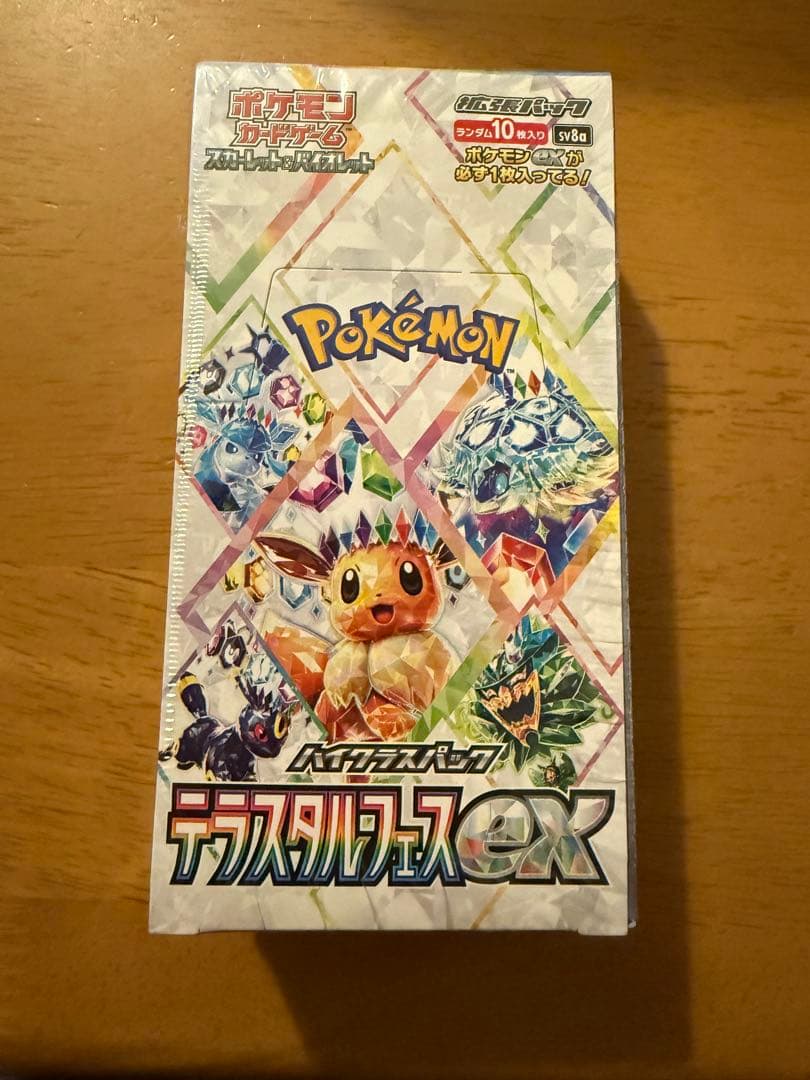 ポケモン
カードゲーム
スカーレット&バイオレット
拡張パック
ランダム10枚入り sv8a
ポケモンexが
必ず1枚入ってる!
POKéMON
TM
ハイクラスパック
テラスタルフェスex